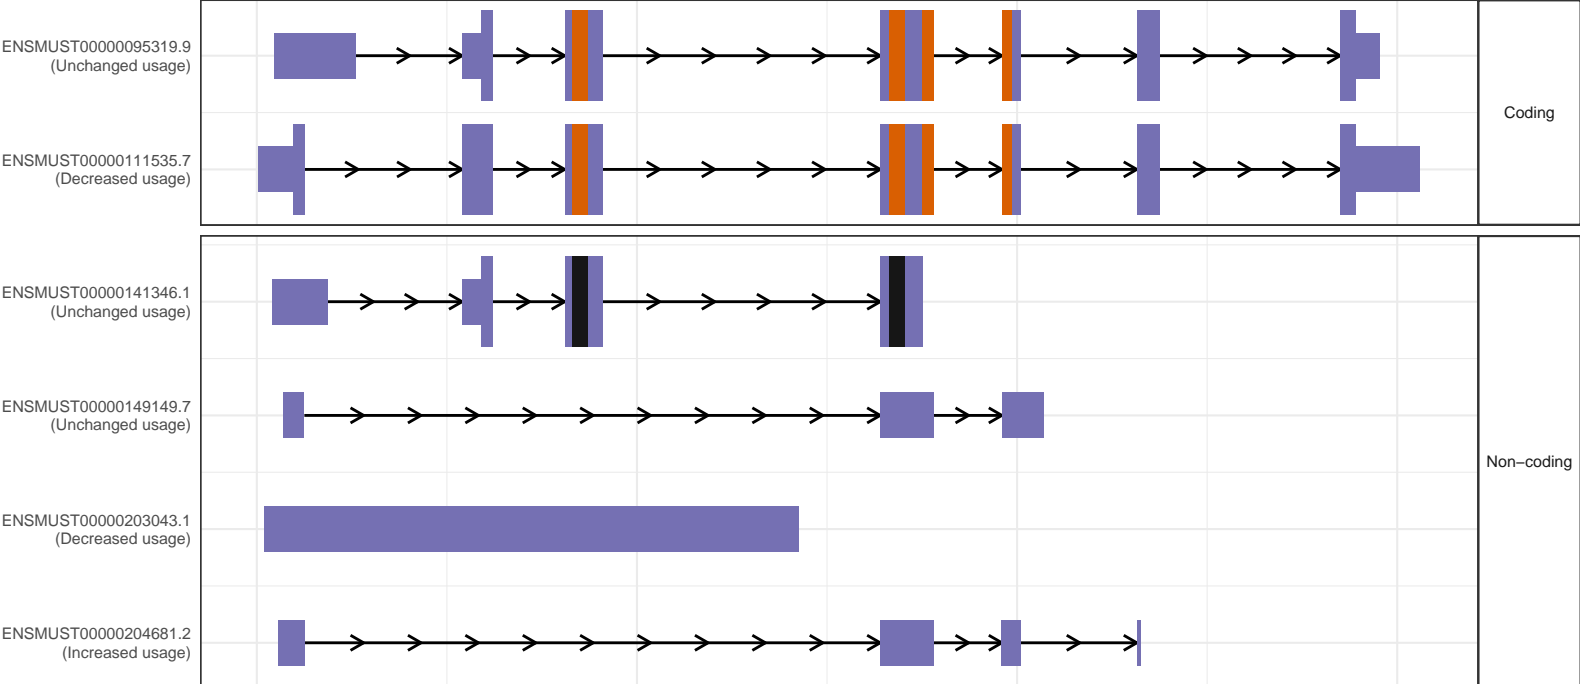 ENSMUST00000095319.9
(Unchanged usage)
ENSMUST00000111535.7
(Decreased usage)
Coding
ENSMUST00000141346.1
(Unchanged usage)
ENSMUST00000149149.7
(Unchanged usage)
ENSMUST00000203043.1
(Decreased usage)
ENSMUST00000204681.2
(Increased usage)
Non−coding